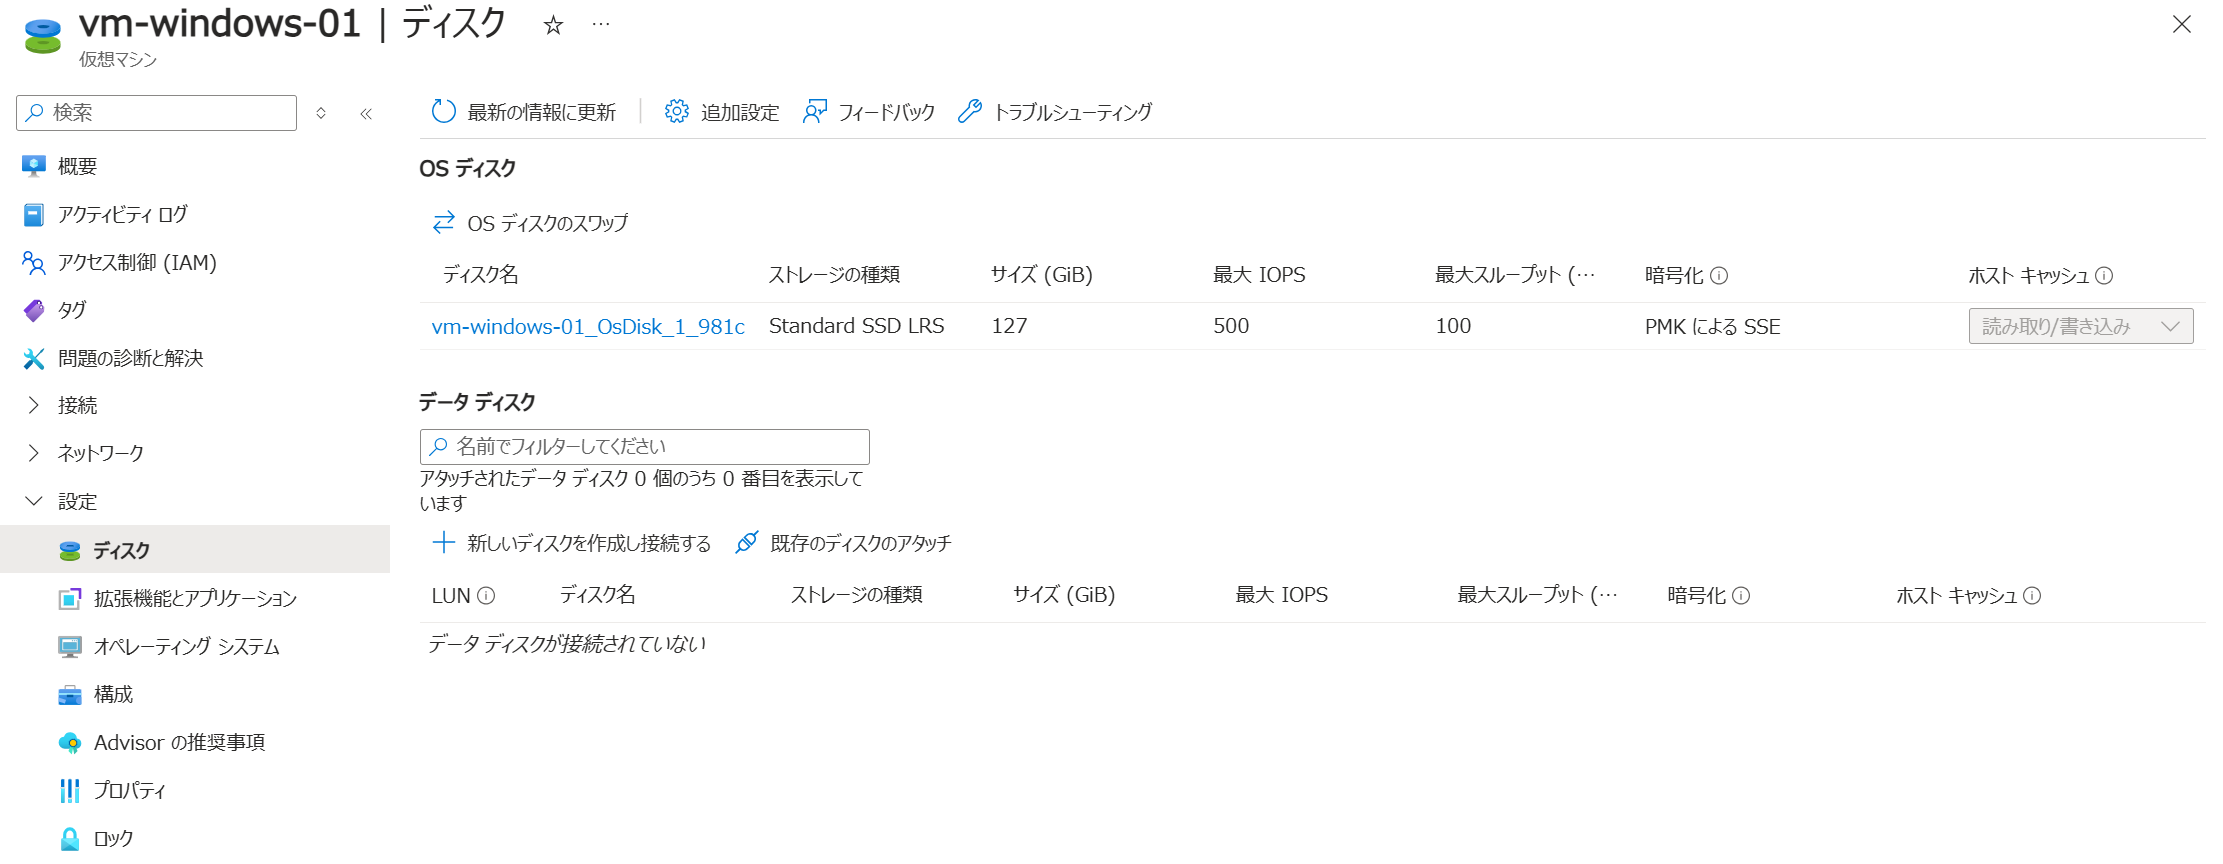 vm-windows-01 | ディスク ☆ …
仮想マシン
検索
概要
アクティビティ ログ
アクセス制御 (IAM)
タグ
問題の診断と解決
接続
ネットワーク
設定
ディスク
拡張機能とアプリケーション
オペレーティング システム
構成
Advisor の推奨事項
プロパティ
ロック
最新の情報に更新 追加設定 フィードバック トラブルシューティング
OS ディスク
OS ディスクのスワップ
ディスク名 ストレージの種類 サイズ (GiB) 最大 IOPS 最大スループット (… 暗号化 ホスト キャッシュ
vm-windows-01_OsDisk_1_981c Standard SSD LRS 127 500 100 PMK による SSE 読み取り/書き込み
データ ディスク
名前でフィルターしてください
アタッチされたデータ ディスク 0 個のうち 0 番目を表示して
います
新しいディスクを作成し接続する 既存のディスクのアタッチ
LUN ディスク名 ストレージの種類 サイズ (GiB) 最大 IOPS 最大スループット (… 暗号化 ホスト キャッシュ
データ ディスクが接続されていない